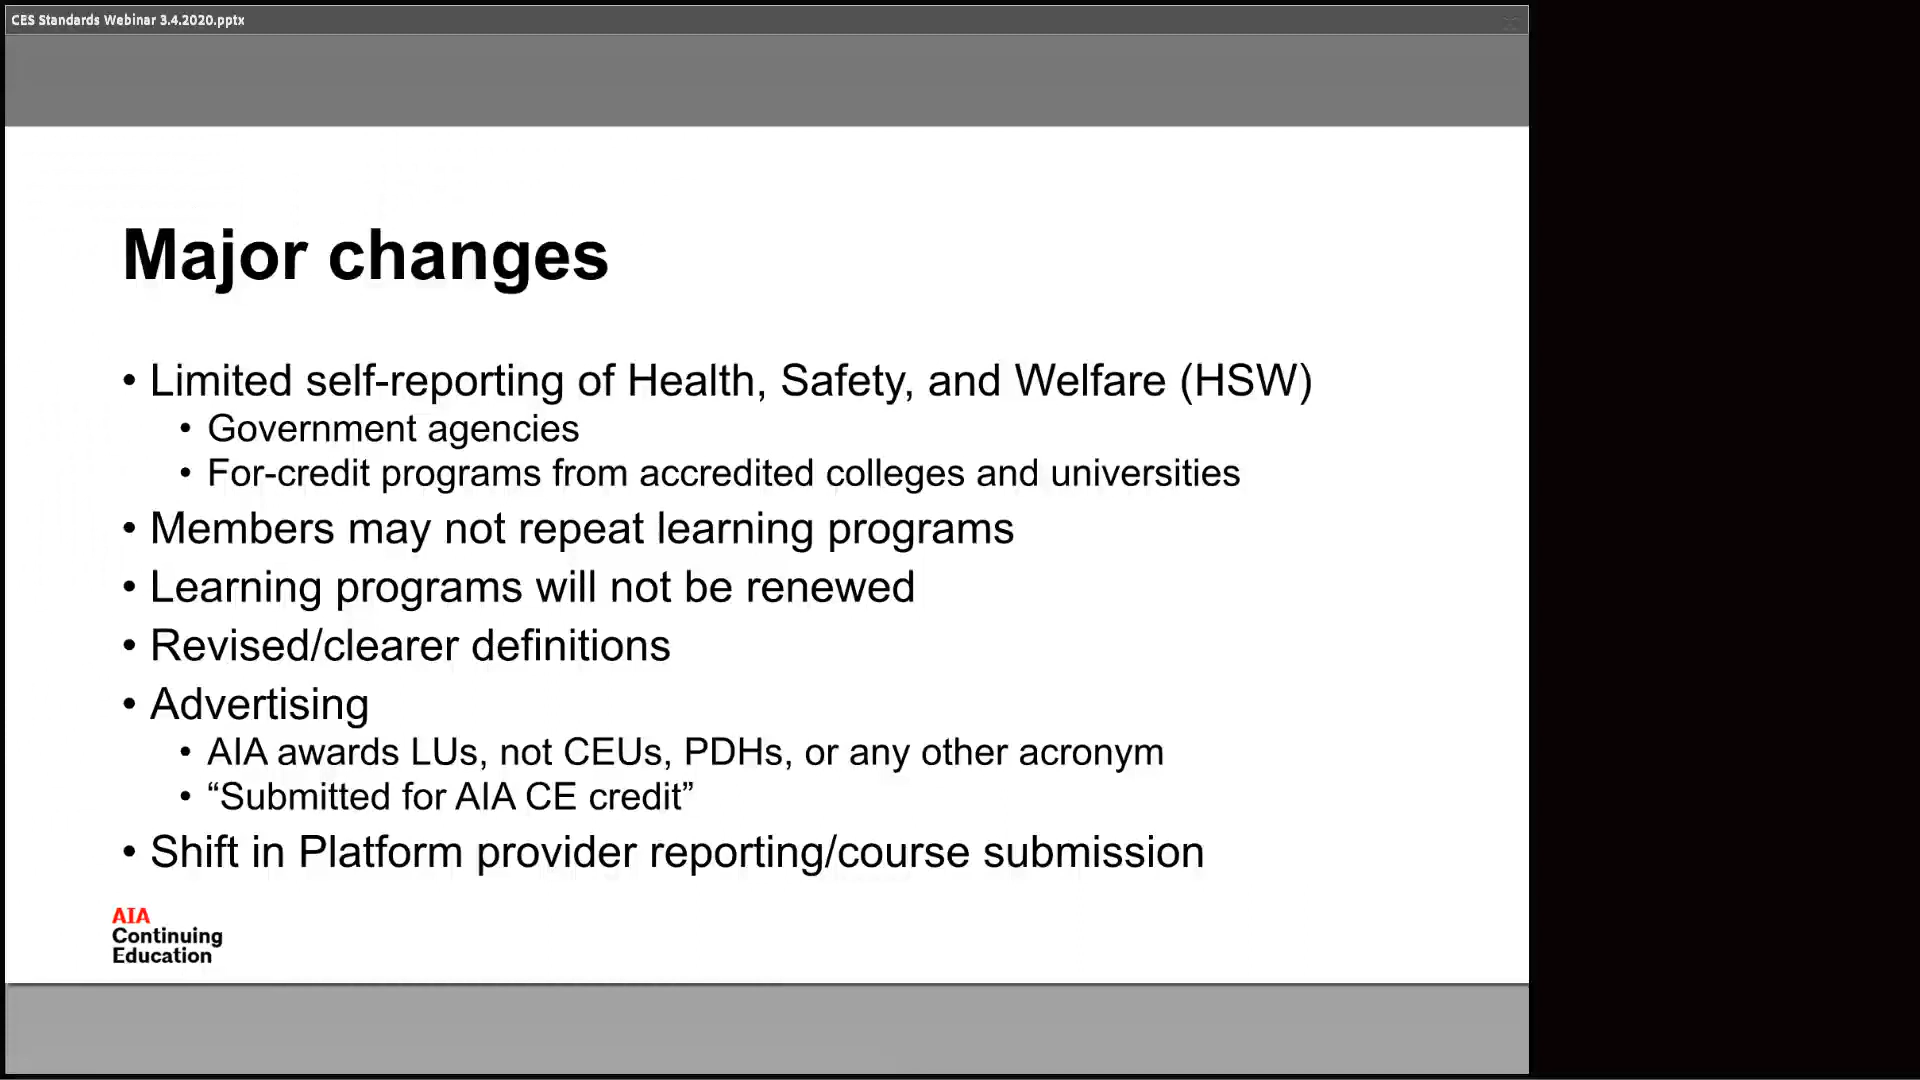 CES Standards Webinar 3.4.2020.pptx
Major changes
• Limited self-reporting of Health, Safety, and Welfare (HSW)
• Government agencies
• For-credit programs from accredited colleges and universities
• Members may not repeat learning programs
• Learning programs will not be renewed
• Revised/clearer definitions
• Advertising
• AIA awards LUs, not CEUs, PDHs, or any other acronym
• “Submitted for AIA CE credit”
• Shift in Platform provider reporting/course submission
AIA
Continuing
Education